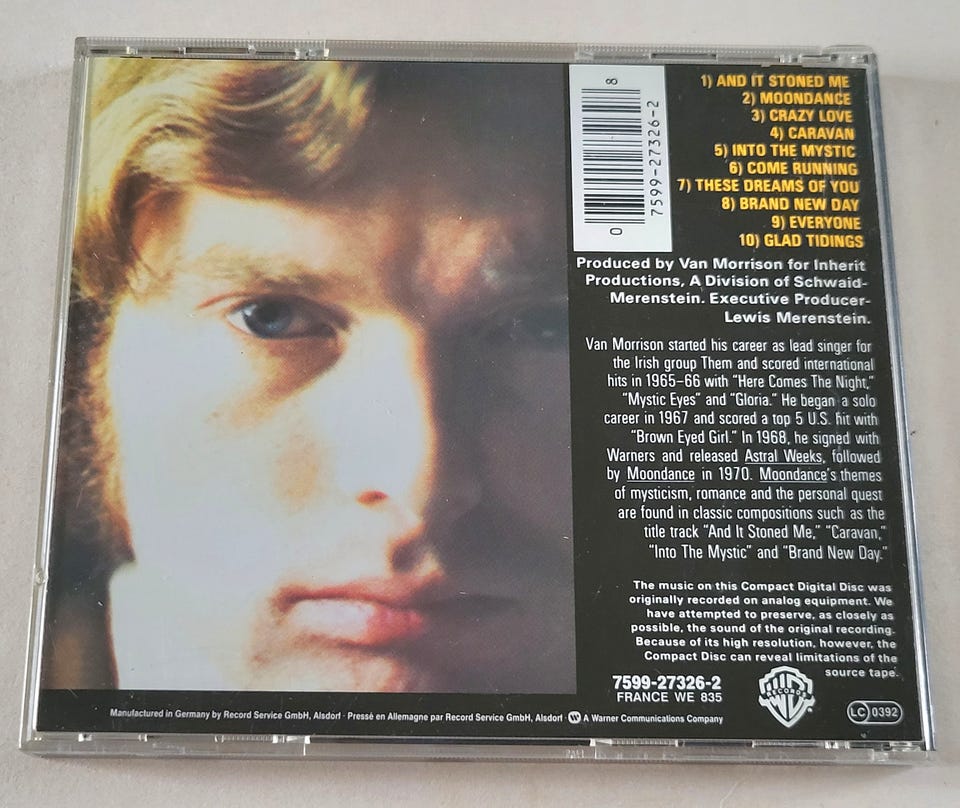 8
7599-27326-2
0
1) AND IT STONED ME
2) MOONDANCE
3) CRAZY LOVE
4) CARAVAN
5) INTO THE MYSTIC
6) COME RUNNING
7) THESE DREAMS OF YOU
8) BRAND NEW DAY
9) EVERYONE
10) GLAD TIDINGS
Produced by Van Morrison for Inherit
Productions, A Division of Schwaid-
Merenstein. Executive Producer-
Lewis Merenstein.
Van Morrison started his career as lead singer for
the Irish group Them and scored international
hits in 1965–66 with "Here Comes The Night,"
"Mystic Eyes" and "Gloria." He began a solo
career in 1967 and scored a top 5 U.S. hit with
"Brown Eyed Girl." In 1968, he signed with
Warners and released Astral Weeks, followed
by Moondance in 1970. Moondance's themes
of mysticism, romance and the personal quest
are found in classic compositions such as the
title track "And It Stoned Me," "Caravan,"
"Into The Mystic" and "Brand New Day."
The music on this Compact Digital Disc was
originally recorded on analog equipment. We
have attempted to preserve, as closely as
possible, the sound of the original recording.
Because of its high resolution, however, the
Compact Disc can reveal limitations of the
source tape.
7599-27326-2
FRANCE WE 835
RECORDS
LC 0392
Manufactured in Germany by Record Service GmbH, Alsdorf · Pressé en Allemagne par Record Service GmbH, Alsdorf · A Warner Communications Company